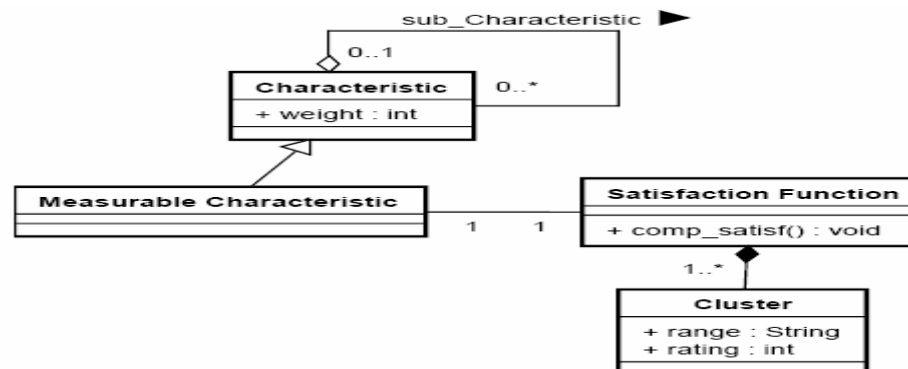 sub_Characteristic
0..1
Characteristic
0..*
+ weight : int
Measurable Characteristic
Satisfaction Function
1
1
+ comp_satisf() : void
1..*
Cluster
+ range : String
+ rating : int